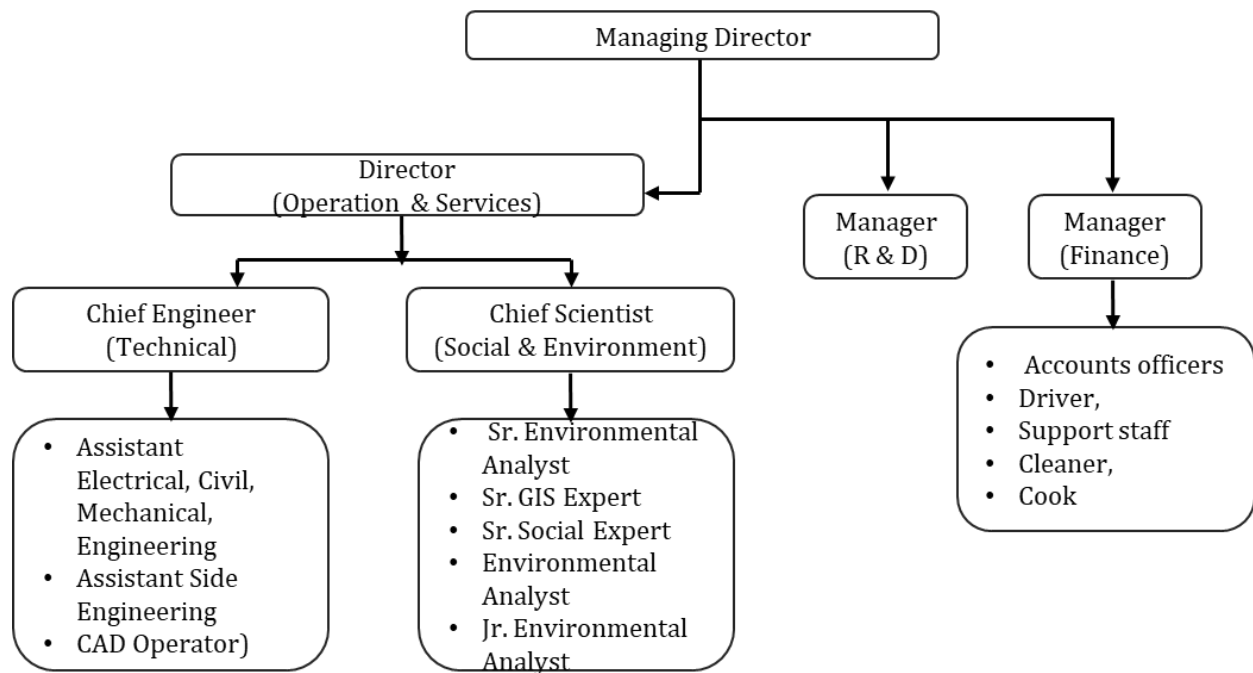 Managing Director
Director
(Operation & Services)
Manager
(R & D)
Manager
(Finance)
Chief Engineer
(Technical)
Chief Scientist
(Social & Environment)
• Assistant
Electrical, Civil,
Mechanical,
Engineering
• Assistant Side
Engineering
• CAD Operator)
• Sr. Environmental
Analyst
• Sr. GIS Expert
• Sr. Social Expert
• Environmental
Analyst
• Jr. Environmental
Analyst
• Accounts officers
• Driver,
• Support staff
• Cleaner,
• Cook